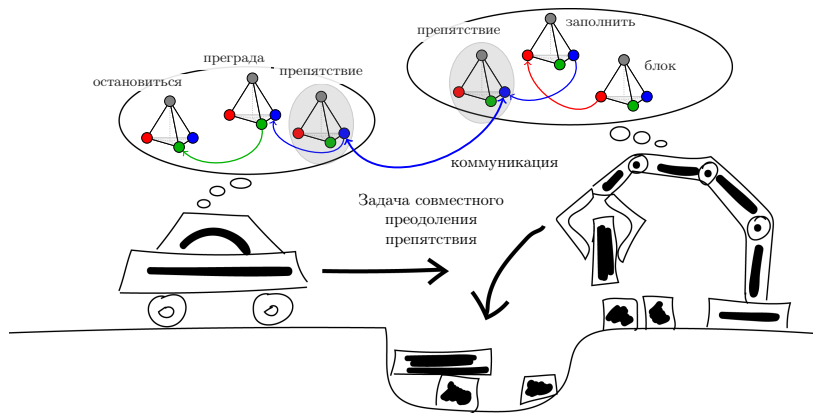 препятствие
заполнить
блок
преграда
препятствие
остановиться
коммуникация
Задача совместного
преодоления
препятствия